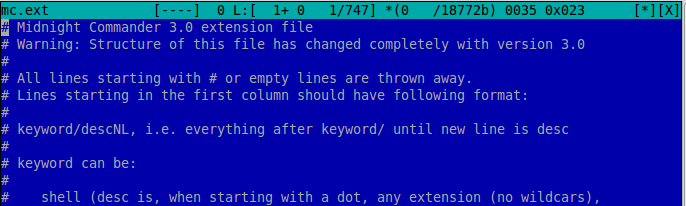 mc.ext [----] 0 L:[ 1+ 0 1/747] *(0 /18772b) 0035 0x023 [*][X]
# Midnight Commander 3.0 extension file
# Warning: Structure of this file has changed completely with version 3.0
#
# All lines starting with # or empty lines are thrown away.
# Lines starting in the first column should have following format:
#
# keyword/descNL, i.e. everything after keyword/ until new line is desc
#
# keyword can be:
#
#    shell (desc is, when starting with a dot, any extension (no wildcars),